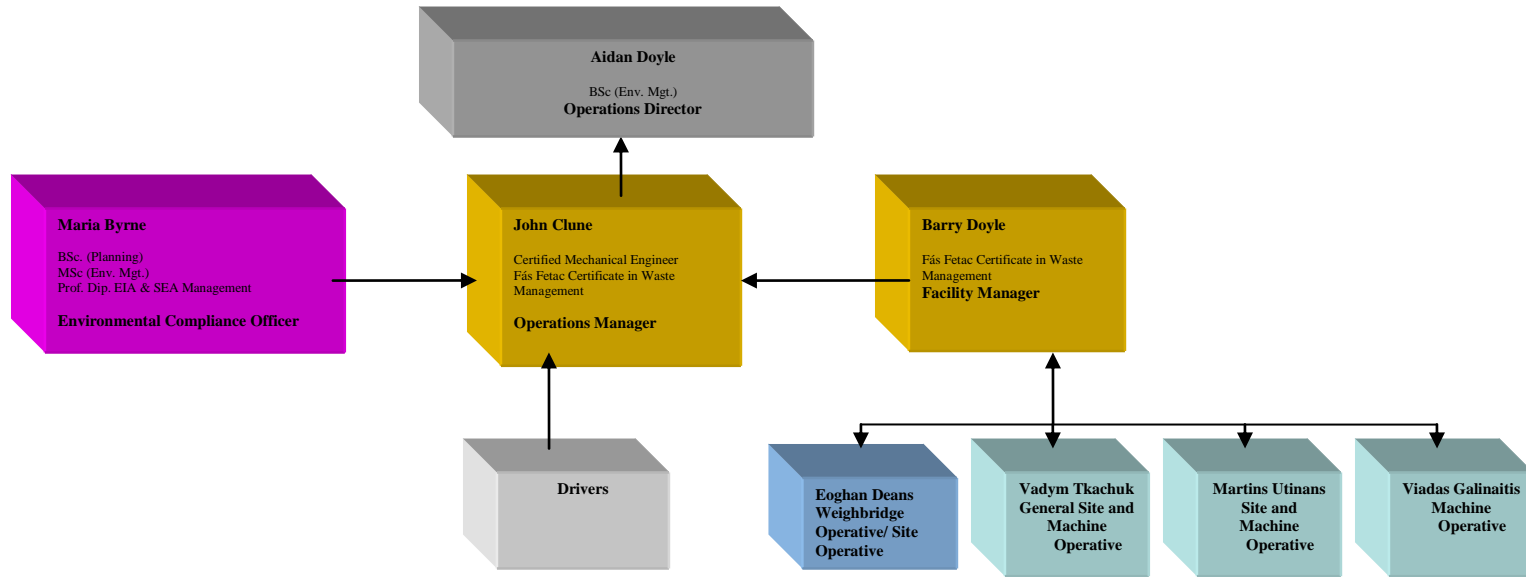 Aidan Doyle
BSc (Env. Mgt.)
Operations Director
Maria Byrne
BSc. (Planning)
MSc (Env. Mgt.)
Prof. Dip. EIA & SEA Management
Environmental Compliance Officer
John Clune
Certified Mechanical Engineer
Fás Fetac Certificate in Waste
Management
Operations Manager
Barry Doyle
Fás Fetac Certificate in Waste
Management
Facility Manager
Drivers
Eoghan Deans
Weighbridge
Operative/ Site
Operative
Vadym Tkachuk
General Site and
Machine
Operative
Martins Utinans
Site and
Machine
Operative
Viadas Galinaitis
Machine
Operative